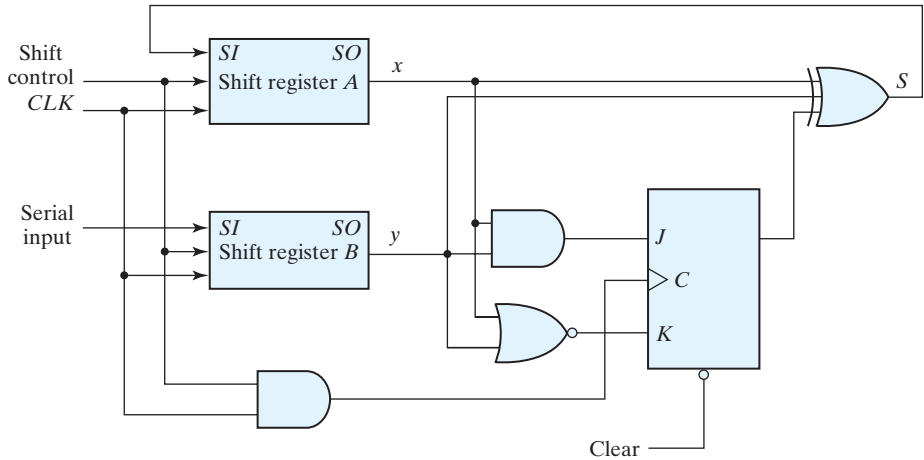 SI SO
Shift register A
x
S
Shift
control
CLK
Serial
input
SI SO
Shift register B
y
J
C
K
Clear